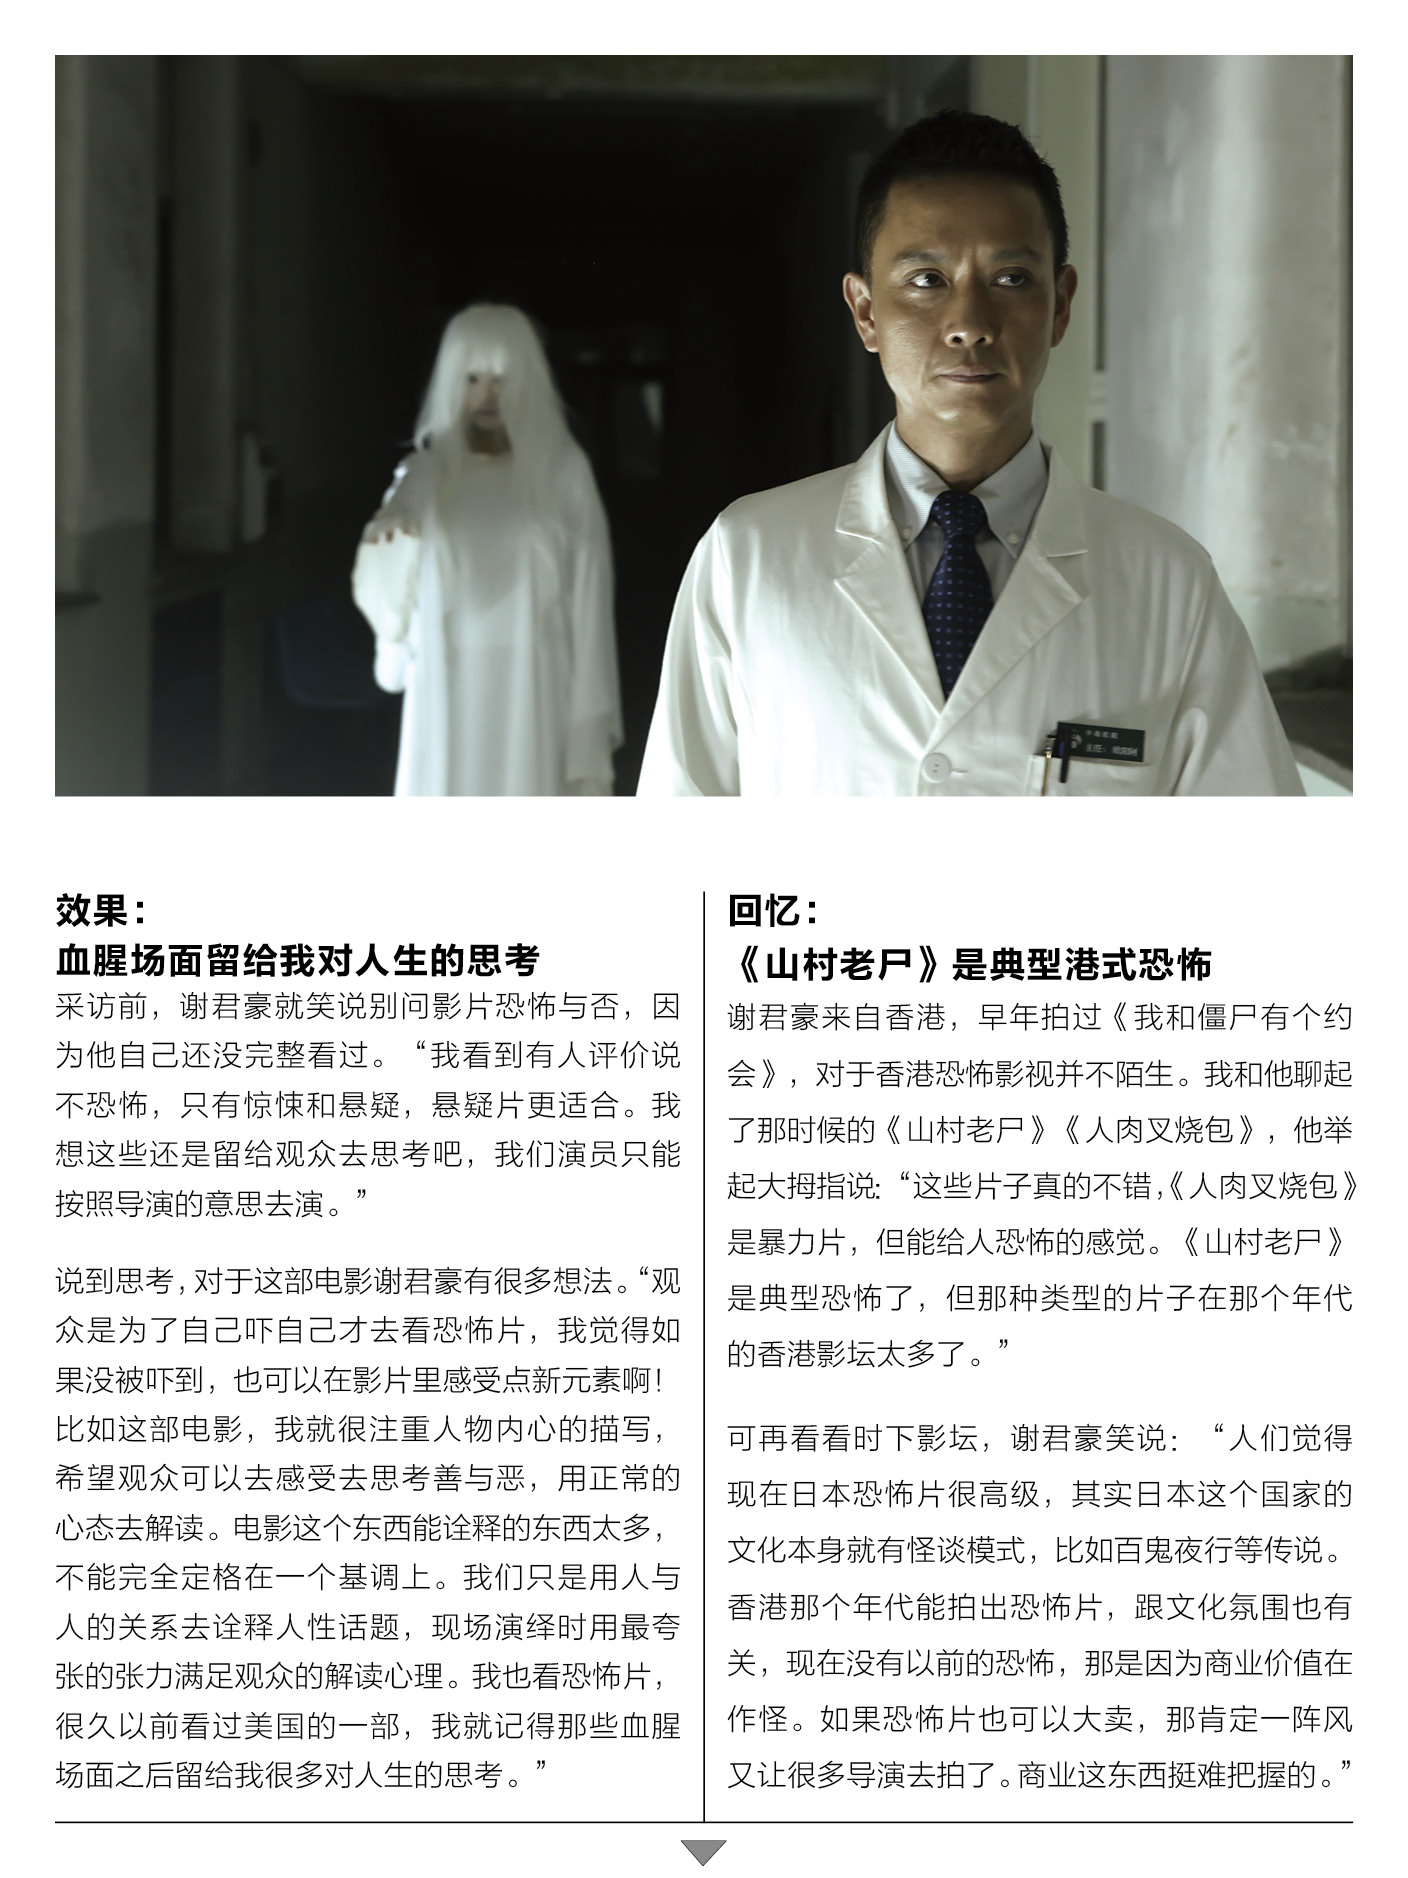 主任:
效果：
血腥场面留给我对人生的思考
采访前，谢君豪就笑说别问影片恐怖与否，因
为他自己还没完整看过。“我看到有人评价说
不恐怖，只有惊悚和悬疑，悬疑片更适合。我
想这些还是留给观众去思考吧，我们演员只能
按照导演的意思去演。”
说到思考，对于这部电影谢君豪有很多想法。“观
众是为了自己吓自己才去看恐怖片，我觉得如
果没被吓到，也可以在影片里感受点新元素啊！
比如这部电影，我就很注重人物内心的描写，
希望观众可以去感受去思考善与恶，用正常的
心态去解读。电影这个东西能诠释的东西太多，
不能完全定格在一个基调上。我们只是用人与
人的关系去诠释人性话题，现场演绎时用最夸
张的张力满足观众的解读心理。我也看恐怖片，
很久以前看过美国的一部，我就记得那些血腥
场面之后留给我很多对人生的思考。”
回忆：
《山村老尸》是典型港式恐怖
谢君豪来自香港，早年拍过《我和僵尸有个约
会》，对于香港恐怖影视并不陌生。我和他聊起
了那时候的《山村老尸》《人肉叉烧包》，他举
起大拇指说：“这些片子真的不错，《人肉叉烧包》
是暴力片，但能给人恐怖的感觉。《山村老尸》
是典型恐怖了，但那种类型的片子在那个年代
的香港影坛太多了。”
可再看看时下影坛，谢君豪笑说：“人们觉得
现在日本恐怖片很高级，其实日本这个国家的
文化本身就有怪谈模式，比如百鬼夜行等传说。
香港那个年代能拍出恐怖片，跟文化氛围也有
关，现在没有以前的恐怖，那是因为商业价值在
作怪。如果恐怖片也可以大卖，那肯定一阵风
又让很多导演去拍了。商业这东西挺难把握的。”